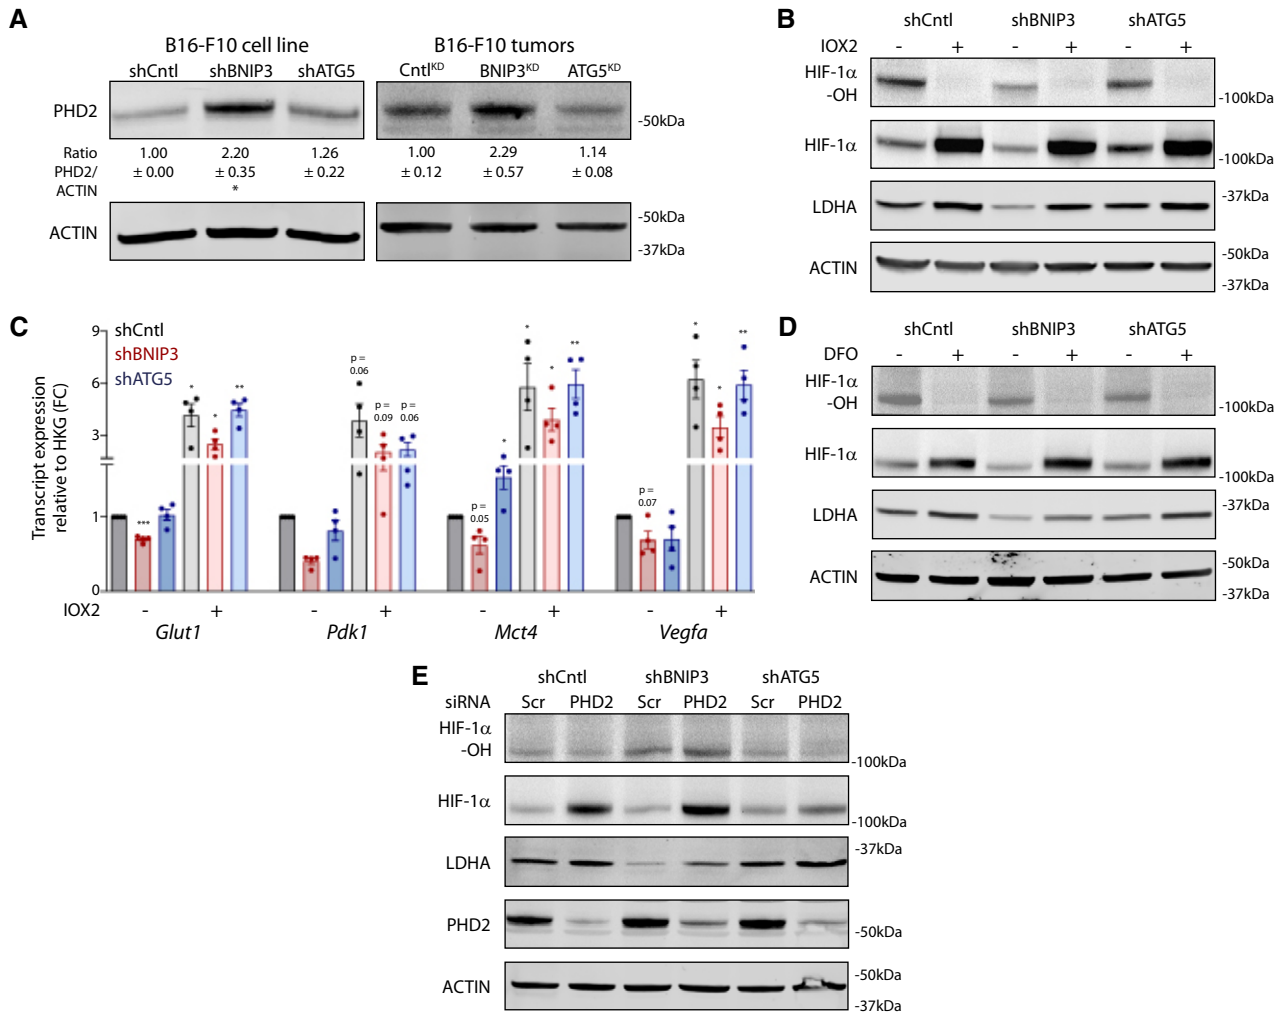 A
B16-F10 cell line
B16-F10 tumors
shCntl shBNIP3 shATG5
Cntlᴷᴰ BNIP3ᴷᴰ ATG5ᴷᴰ
PHD2
-50kDa
Ratio 1.00 2.20 1.26 1.00 2.29 1.14
PHD2/ ± 0.00 ± 0.35 ± 0.22 ± 0.12 ± 0.57 ± 0.08
ACTIN *
ACTIN
-50kDa
-37kDa
B
shCntl shBNIP3 shATG5
IOX2 - + - + - +
HIF-1α
-OH
-100kDa
HIF-1α
-100kDa
LDHA
-37kDa
ACTIN
-50kDa
-37kDa
C
shCntl
shBNIP3
shATG5
Transcript expression
relative to HKG (FC)
9
6
3
1
0
*** * * **
p =
0.06
p =
0.09
p =
0.06
p =
0.05
* * * **
p =
0.07
* * **
IOX2 - + - + - + - +
Glut1 Pdk1 Mct4 Vegfa
D
shCntl shBNIP3 shATG5
DFO - + - + - +
HIF-1α
-OH
-100kDa
HIF-1α
-100kDa
LDHA
-37kDa
ACTIN
-50kDa
-37kDa
E
shCntl shBNIP3 shATG5
siRNA Scr PHD2 Scr PHD2 Scr PHD2
HIF-1α
-OH
-100kDa
HIF-1α
-100kDa
LDHA
-37kDa
PHD2
-50kDa
ACTIN
-50kDa
-37kDa